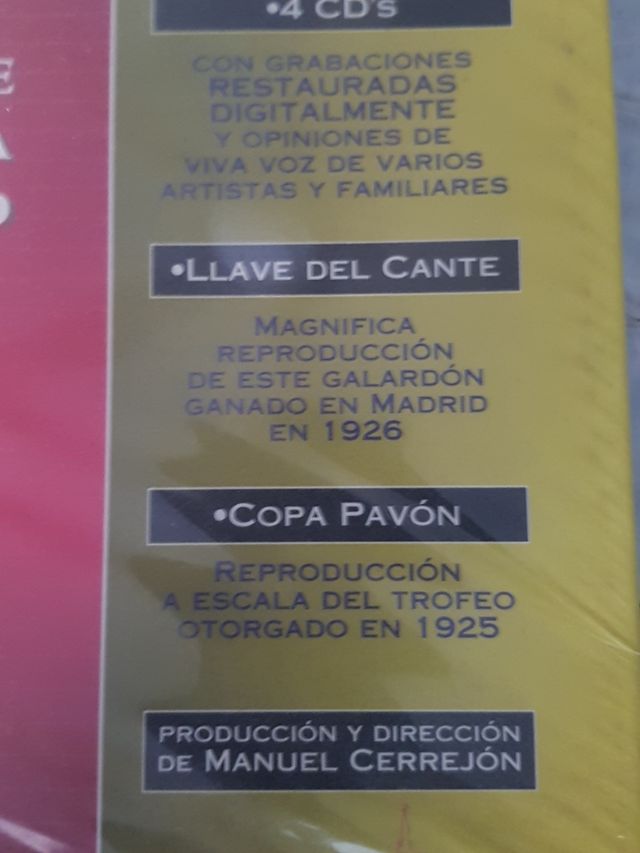 •4 CD's
CON GRABACIONES
RESTAURADAS
DIGITALMENTE
Y OPINIONES DE
VIVA VOZ DE VARIOS
ARTISTAS Y FAMILIARES
E
A
•LLAVE DEL CANTE
MAGNIFICA
REPRODUCCIÓN
DE ESTE GALARDÓN
GANADO EN MADRID
EN 1926
•COPA PAVÓN
REPRODUCCIÓN
A ESCALA DEL TROFEO
OTORGADO EN 1925
PRODUCCIÓN Y DIRECCIÓN
DE MANUEL CERREJÓN